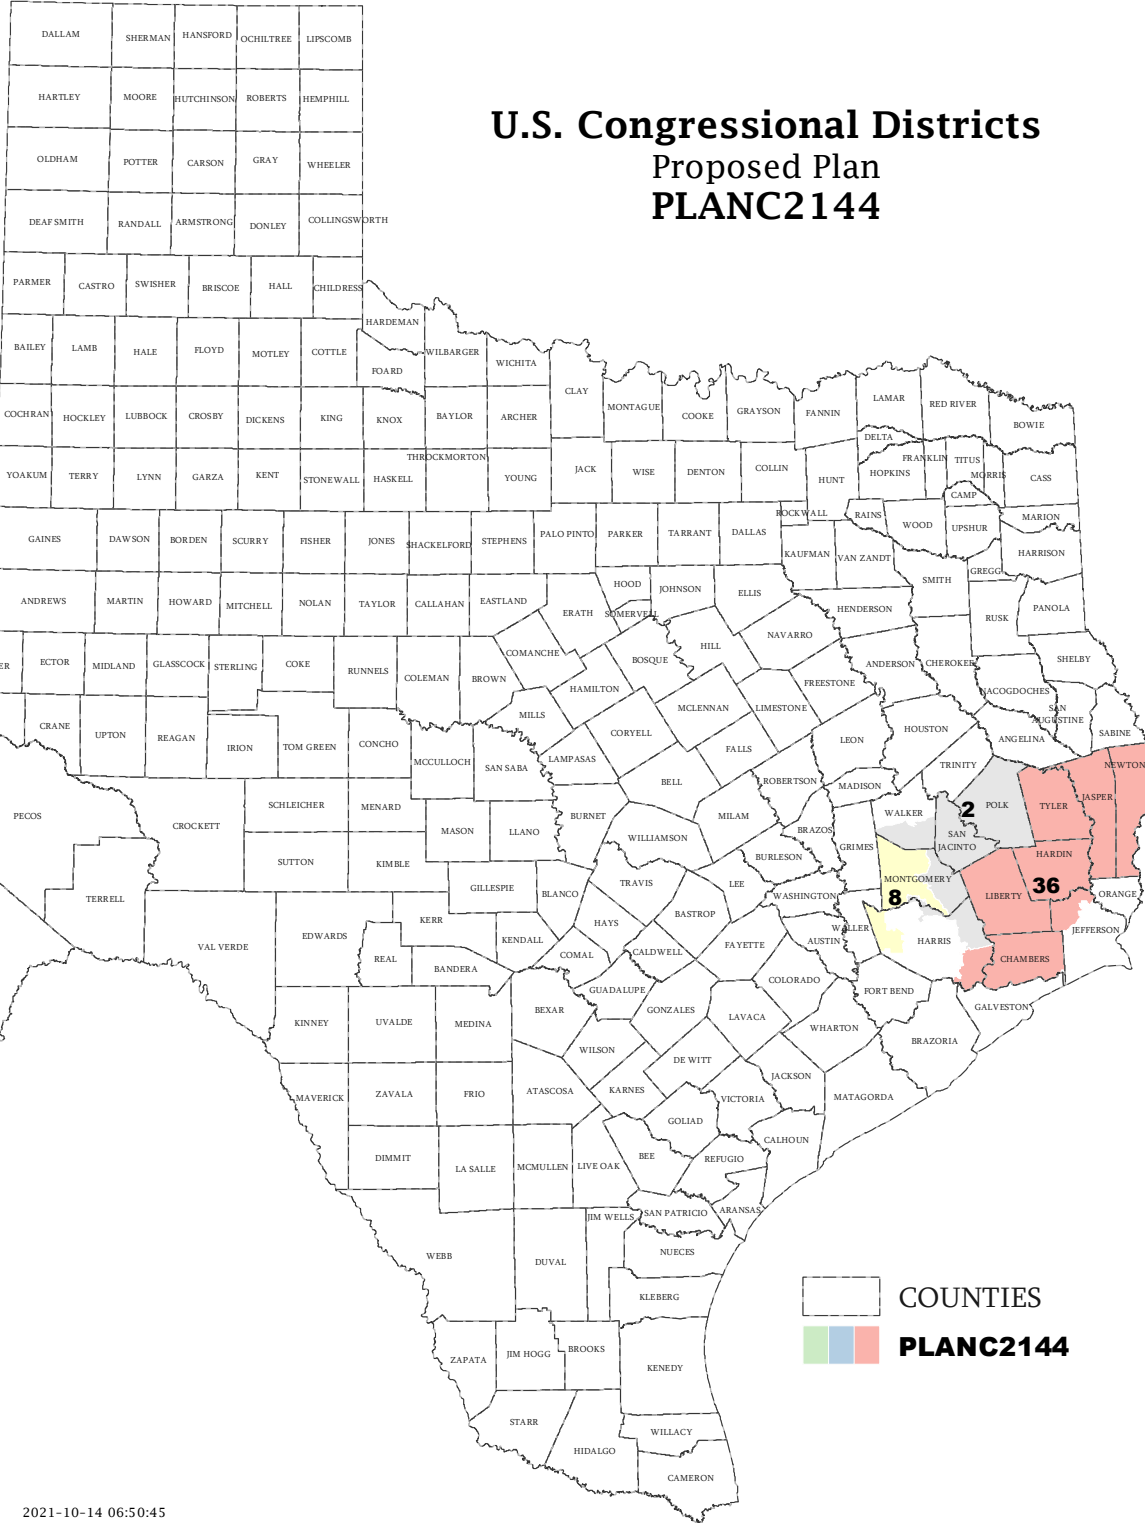 U.S. Congressional Districts
Proposed Plan
PLANC2144
DALLAM
SHERMAN
HANSFORD
OCHILTREE
LIPSCOMB
HARTLEY
MOORE
HUTCHINSON
ROBERTS
HEMPHILL
OLDHAM
POTTER
CARSON
GRAY
WHEELER
DEAF SMITH
RANDALL
ARMSTRONG
DONLEY
COLLINGSWORTH
PARMER
CASTRO
SWISHER
BRISCOE
HALL
CHILDRESS
HARDEMAN
BAILEY
LAMB
HALE
FLOYD
MOTLEY
COTTLE
FOARD
WILBARGER
WICHITA
CLAY
MONTAGUE
COOKE
GRAYSON
FANNIN
LAMAR
RED RIVER
BOWIE
COCHRAN
HOCKLEY
LUBBOCK
CROSBY
DICKENS
KING
KNOX
BAYLOR
ARCHER
DELTA
YOAKUM
TERRY
LYNN
GARZA
KENT
STONEWALL
HASKELL
THROCKMORTON
YOUNG
JACK
WISE
DENTON
COLLIN
HUNT
HOPKINS
FRANKLIN
TITUS
MORRIS
CASS
CAMP
ROCKWALL
RAINS
WOOD
UPSHUR
MARION
GAINES
DAWSON
BORDEN
SCURRY
FISHER
JONES
SHACKELFORD
STEPHENS
PALO PINTO
PARKER
TARRANT
DALLAS
KAUFMAN
VAN ZANDT
SMITH
GREGG
HARRISON
ANDREWS
MARTIN
HOWARD
MITCHELL
NOLAN
TAYLOR
CALLAHAN
EASTLAND
ERATH
HOOD
SOMERVELL
JOHNSON
ELLIS
NAVARRO
HENDERSON
RUSK
PANOLA
ER
ECTOR
MIDLAND
GLASSCOCK
STERLING
COKE
RUNNELS
COLEMAN
BROWN
COMANCHE
HAMILTON
BOSQUE
HILL
FREESTONE
ANDERSON
CHEROKEE
SHELBY
NACOGDOCHES
SAN
AUGUSTINE
CRANE
UPTON
REAGAN
IRION
TOM GREEN
CONCHO
MCCULLOCH
SAN SABA
MILLS
LAMPASAS
CORYELL
MCLENNAN
LIMESTONE
FALLS
LEON
HOUSTON
ANGELINA
SABINE
TRINITY
NEWTON
PECOS
CROCKETT
SCHLEICHER
MENARD
MASON
LLANO
BURNET
BELL
WILLIAMSON
MILAM
ROBERTSON
MADISON
BRAZOS
GRIMES
WALKER
2
POLK
SAN
JACINTO
TYLER
JASPER
SUTTON
KIMBLE
TERRELL
GILLESPIE
BLANCO
TRAVIS
LEE
BURLESON
WASHINGTON
MONTGOMERY
8
LIBERTY
HARDIN
36
ORANGE
JEFFERSON
VAL VERDE
EDWARDS
KERR
REAL
BANDERA
KENDALL
HAYS
COMAL
CALDWELL
BASTROP
FAYETTE
AUSTIN
WALLER
HARRIS
CHAMBERS
KINNEY
UVALDE
MEDINA
BEXAR
GUADALUPE
GONZALES
LAVACA
COLORADO
WHARTON
FORT BEND
GALVESTON
BRAZORIA
MAVERICK
ZAVALA
FRIO
ATASCOSA
WILSON
KARNES
DE WITT
VICTORIA
JACKSON
MATAGORDA
GOLIAD
CALHOUN
DIMMIT
LA SALLE
MCMULLEN
LIVE OAK
BEE
REFUGIO
WEBB
DUVAL
JIM WELLS
SAN PATRICIO
ARANSAS
NUECES
KLEBERG
ZAPATA
JIM HOGG
BROOKS
KENEDY
STARR
HIDALGO
WILLACY
CAMERON
COUNTIES
PLANC2144
2021-10-14 06:50:45